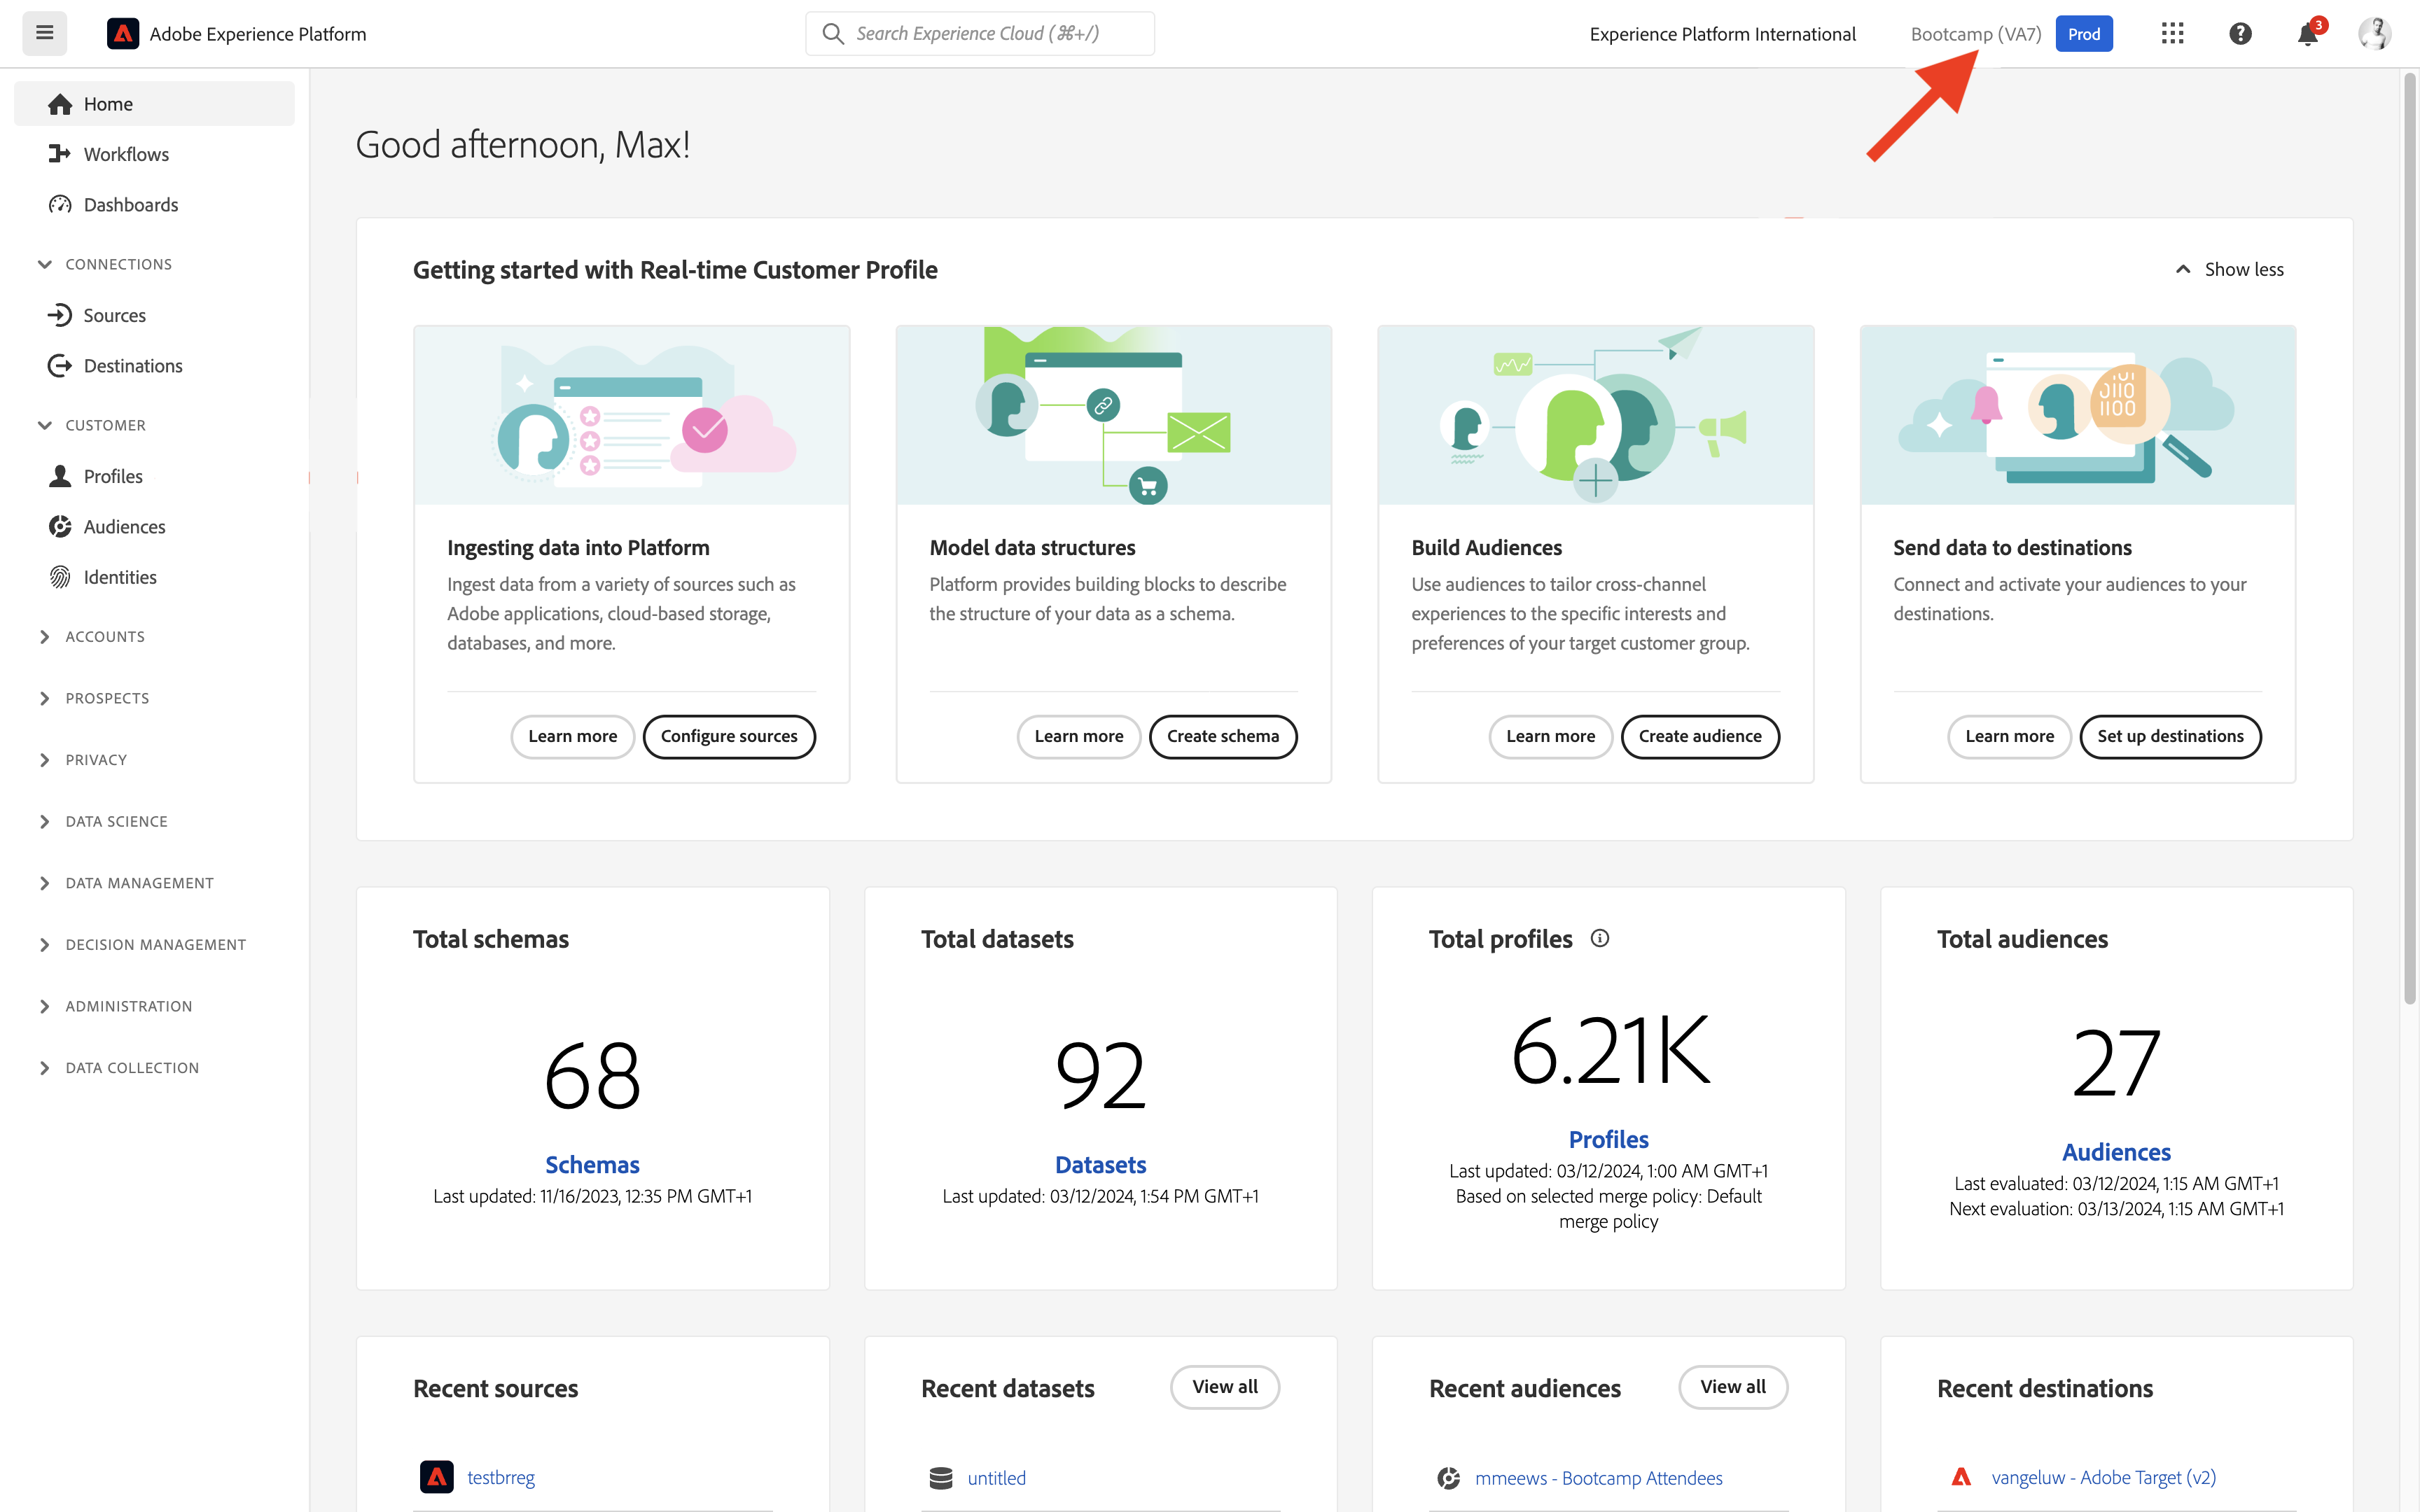 Adobe Experience Platform
Search Experience Cloud (⌘+/)
Experience Platform International
Bootcamp (VA7)
Prod
3
Home
Workflows
Dashboards
CONNECTIONS
Sources
Destinations
CUSTOMER
Profiles
Audiences
Identities
ACCOUNTS
PROSPECTS
PRIVACY
DATA SCIENCE
DATA MANAGEMENT
DECISION MANAGEMENT
ADMINISTRATION
DATA COLLECTION
Good afternoon, Max!
Getting started with Real-time Customer Profile
Show less
Ingesting data into Platform
Ingest data from a variety of sources such as
Adobe applications, cloud-based storage,
databases, and more.
Learn more
Configure sources
Model data structures
Platform provides building blocks to describe
the structure of your data as a schema.
Learn more
Create schema
Build Audiences
Use audiences to tailor cross-channel
experiences to the specific interests and
preferences of your target customer group.
Learn more
Create audience
0110
1100
Send data to destinations
Connect and activate your audiences to your
destinations.
Learn more
Set up destinations
Total schemas
68
Schemas
Last updated: 11/16/2023, 12:35 PM GMT+1
Total datasets
92
Datasets
Last updated: 03/12/2024, 1:54 PM GMT+1
Total profiles
6.21K
Profiles
Last updated: 03/12/2024, 1:00 AM GMT+1
Based on selected merge policy: Default
merge policy
Total audiences
27
Audiences
Last evaluated: 03/12/2024, 1:15 AM GMT+1
Next evaluation: 03/13/2024, 1:15 AM GMT+1
Recent sources
testbrreg
Recent datasets
View all
untitled
Recent audiences
View all
mmeews - Bootcamp Attendees
Recent destinations
vangeluw - Adobe Target (v2)